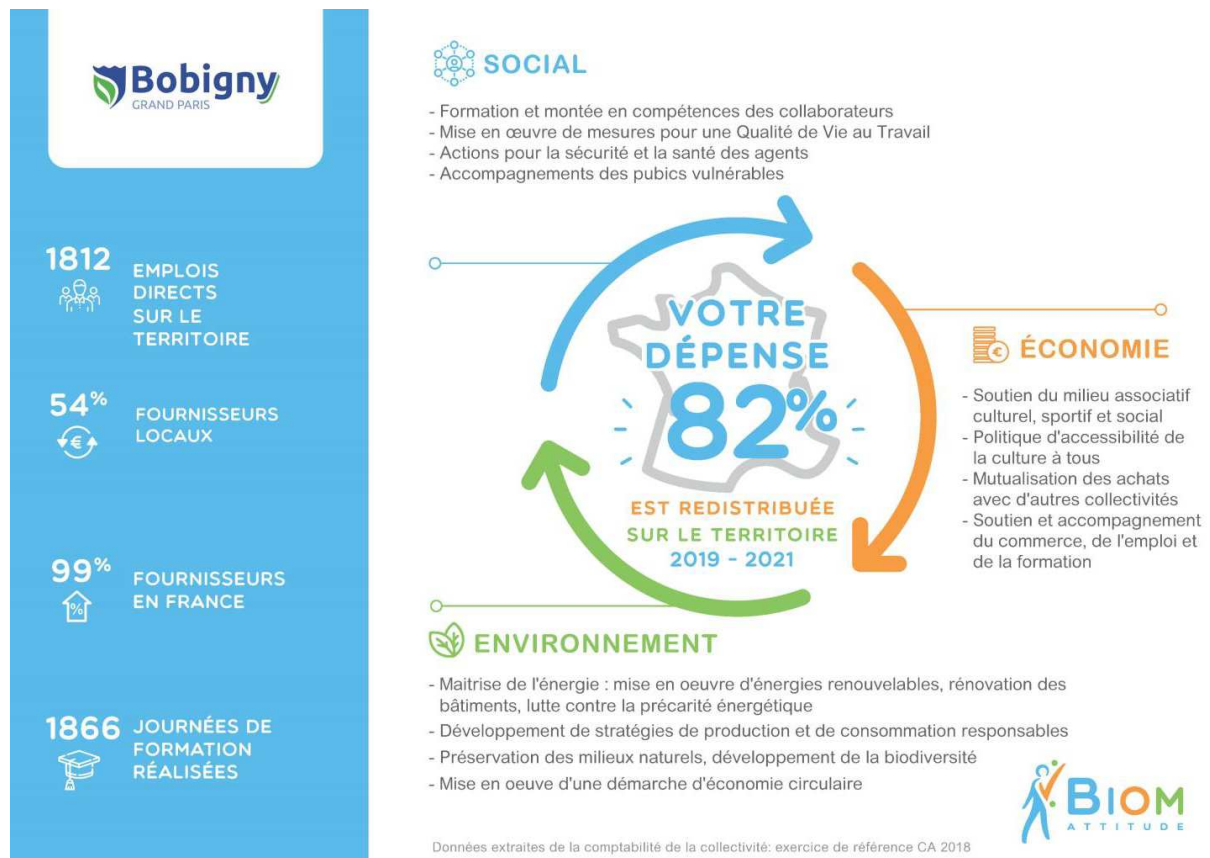 Bobigny
GRAND PARIS
1812
EMPLOIS
DIRECTS
SUR LE
TERRITOIRE
54%
FOURNISSEURS
LOCAUX
99%
%
FOURNISSEURS
EN FRANCE
1866
JOURNÉES DE
FORMATION
RÉALISÉES
SOCIAL
- Formation et montée en compétences des collaborateurs
- Mise en œuvre de mesures pour une Qualité de Vie au Travail
- Actions pour la sécurité et la santé des agents
- Accompagnements des pubics vulnérables
VOTRE
DÉPENSE
82%
EST REDISTRIBUÉE
SUR LE TERRITOIRE
2019 - 2021
ÉCONOMIE
- Soutien du milieu associatif
culturel, sportif et social
- Politique d'accessibilité de
la culture à tous
- Mutualisation des achats
avec d'autres collectivités
- Soutien et accompagnement
du commerce, de l'emploi et
de la formation
ENVIRONNEMENT
- Maitrise de l'énergie : mise en oeuvre d'énergies renouvelables, rénovation des
bâtiments, lutte contre la précarité énergétique
- Développement de stratégies de production et de consommation responsables
- Préservation des milieux naturels, développement de la biodiversité
- Mise en oeuve d'une démarche d'économie circulaire
BIOM
ATTITUDE
Données extraites de la comptabilité de la collectivité: exercice de référence CA 2018